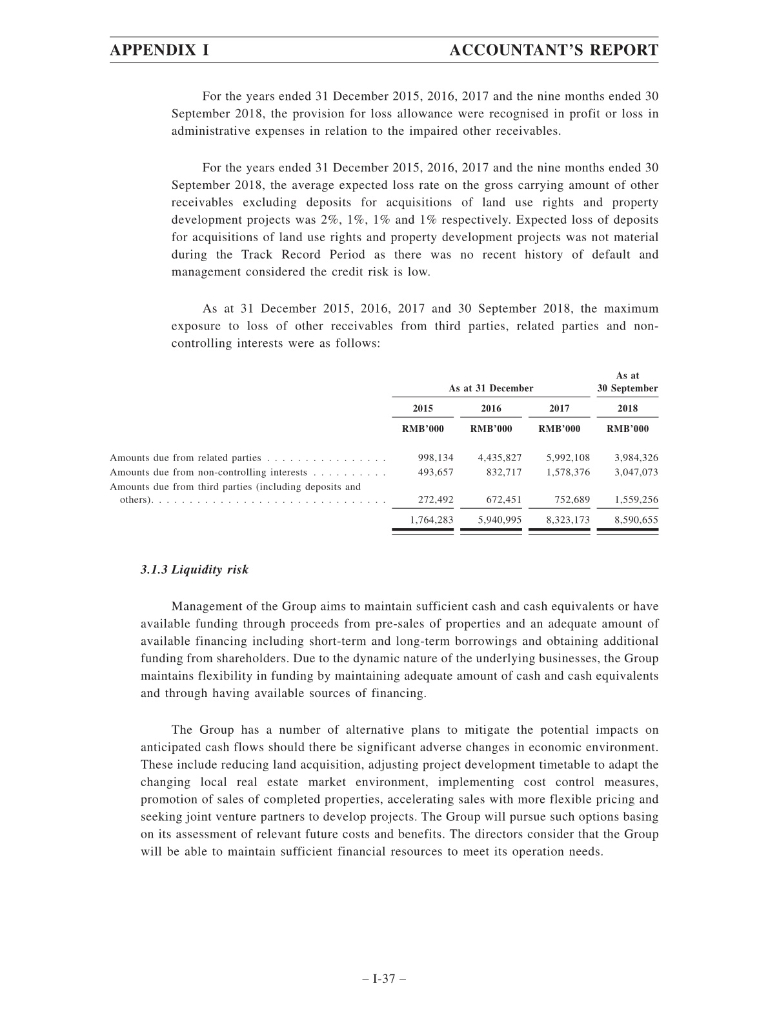 APPENDIX I ACCOUNTANT'S REPORT
For the years ended 31 December 2015, 2016, 2017 and the nine months ended 30
September 2018, the provision for loss allowance were recognised in profit or loss in
administrative expenses in relation to the impaired other receivables.
For the years ended 31 December 2015, 2016, 2017 and the nine months ended 30
September 2018, the average expected loss rate on the gross carrying amount of other
receivables excluding deposits for acquisitions of land use rights and property
development projects was 2%, 1%, 1% and 1% respectively. Expected loss of deposits
for acquisitions of land use rights and property development projects was not material
during the Track Record Period as there was no recent history of default and
management considered the credit risk is low.
As at 31 December 2015, 2016, 2017 and 30 September 2018, the maximum
exposure to loss of other receivables from third parties, related parties and non-
controlling interests were as follows:
As at
As at 31 December 30 September
2015 2016 2017 2018
RMB'000 RMB'000 RMB'000 RMB'000
Amounts due from related parties . . . . . . . . . . . . . . . . 998,134 4,435,827 5,992,108 3,984,326
Amounts due from non-controlling interests . . . . . . . . . . 493,657 832,717 1,578,376 3,047,073
Amounts due from third parties (including deposits and
others). . . . . . . . . . . . . . . . . . . . . . . . . . . . . . . 272,492 672,451 752,689 1,559,256
1,764,283 5,940,995 8,323,173 8,590,655
3.1.3 Liquidity risk
Management of the Group aims to maintain sufficient cash and cash equivalents or have
available funding through proceeds from pre-sales of properties and an adequate amount of
available financing including short-term and long-term borrowings and obtaining additional
funding from shareholders. Due to the dynamic nature of the underlying businesses, the Group
maintains flexibility in funding by maintaining adequate amount of cash and cash equivalents
and through having available sources of financing.
The Group has a number of alternative plans to mitigate the potential impacts on
anticipated cash flows should there be significant adverse changes in economic environment.
These include reducing land acquisition, adjusting project development timetable to adapt the
changing local real estate market environment, implementing cost control measures,
promotion of sales of completed properties, accelerating sales with more flexible pricing and
seeking joint venture partners to develop projects. The Group will pursue such options basing
on its assessment of relevant future costs and benefits. The directors consider that the Group
will be able to maintain sufficient financial resources to meet its operation needs.
– I-37 –